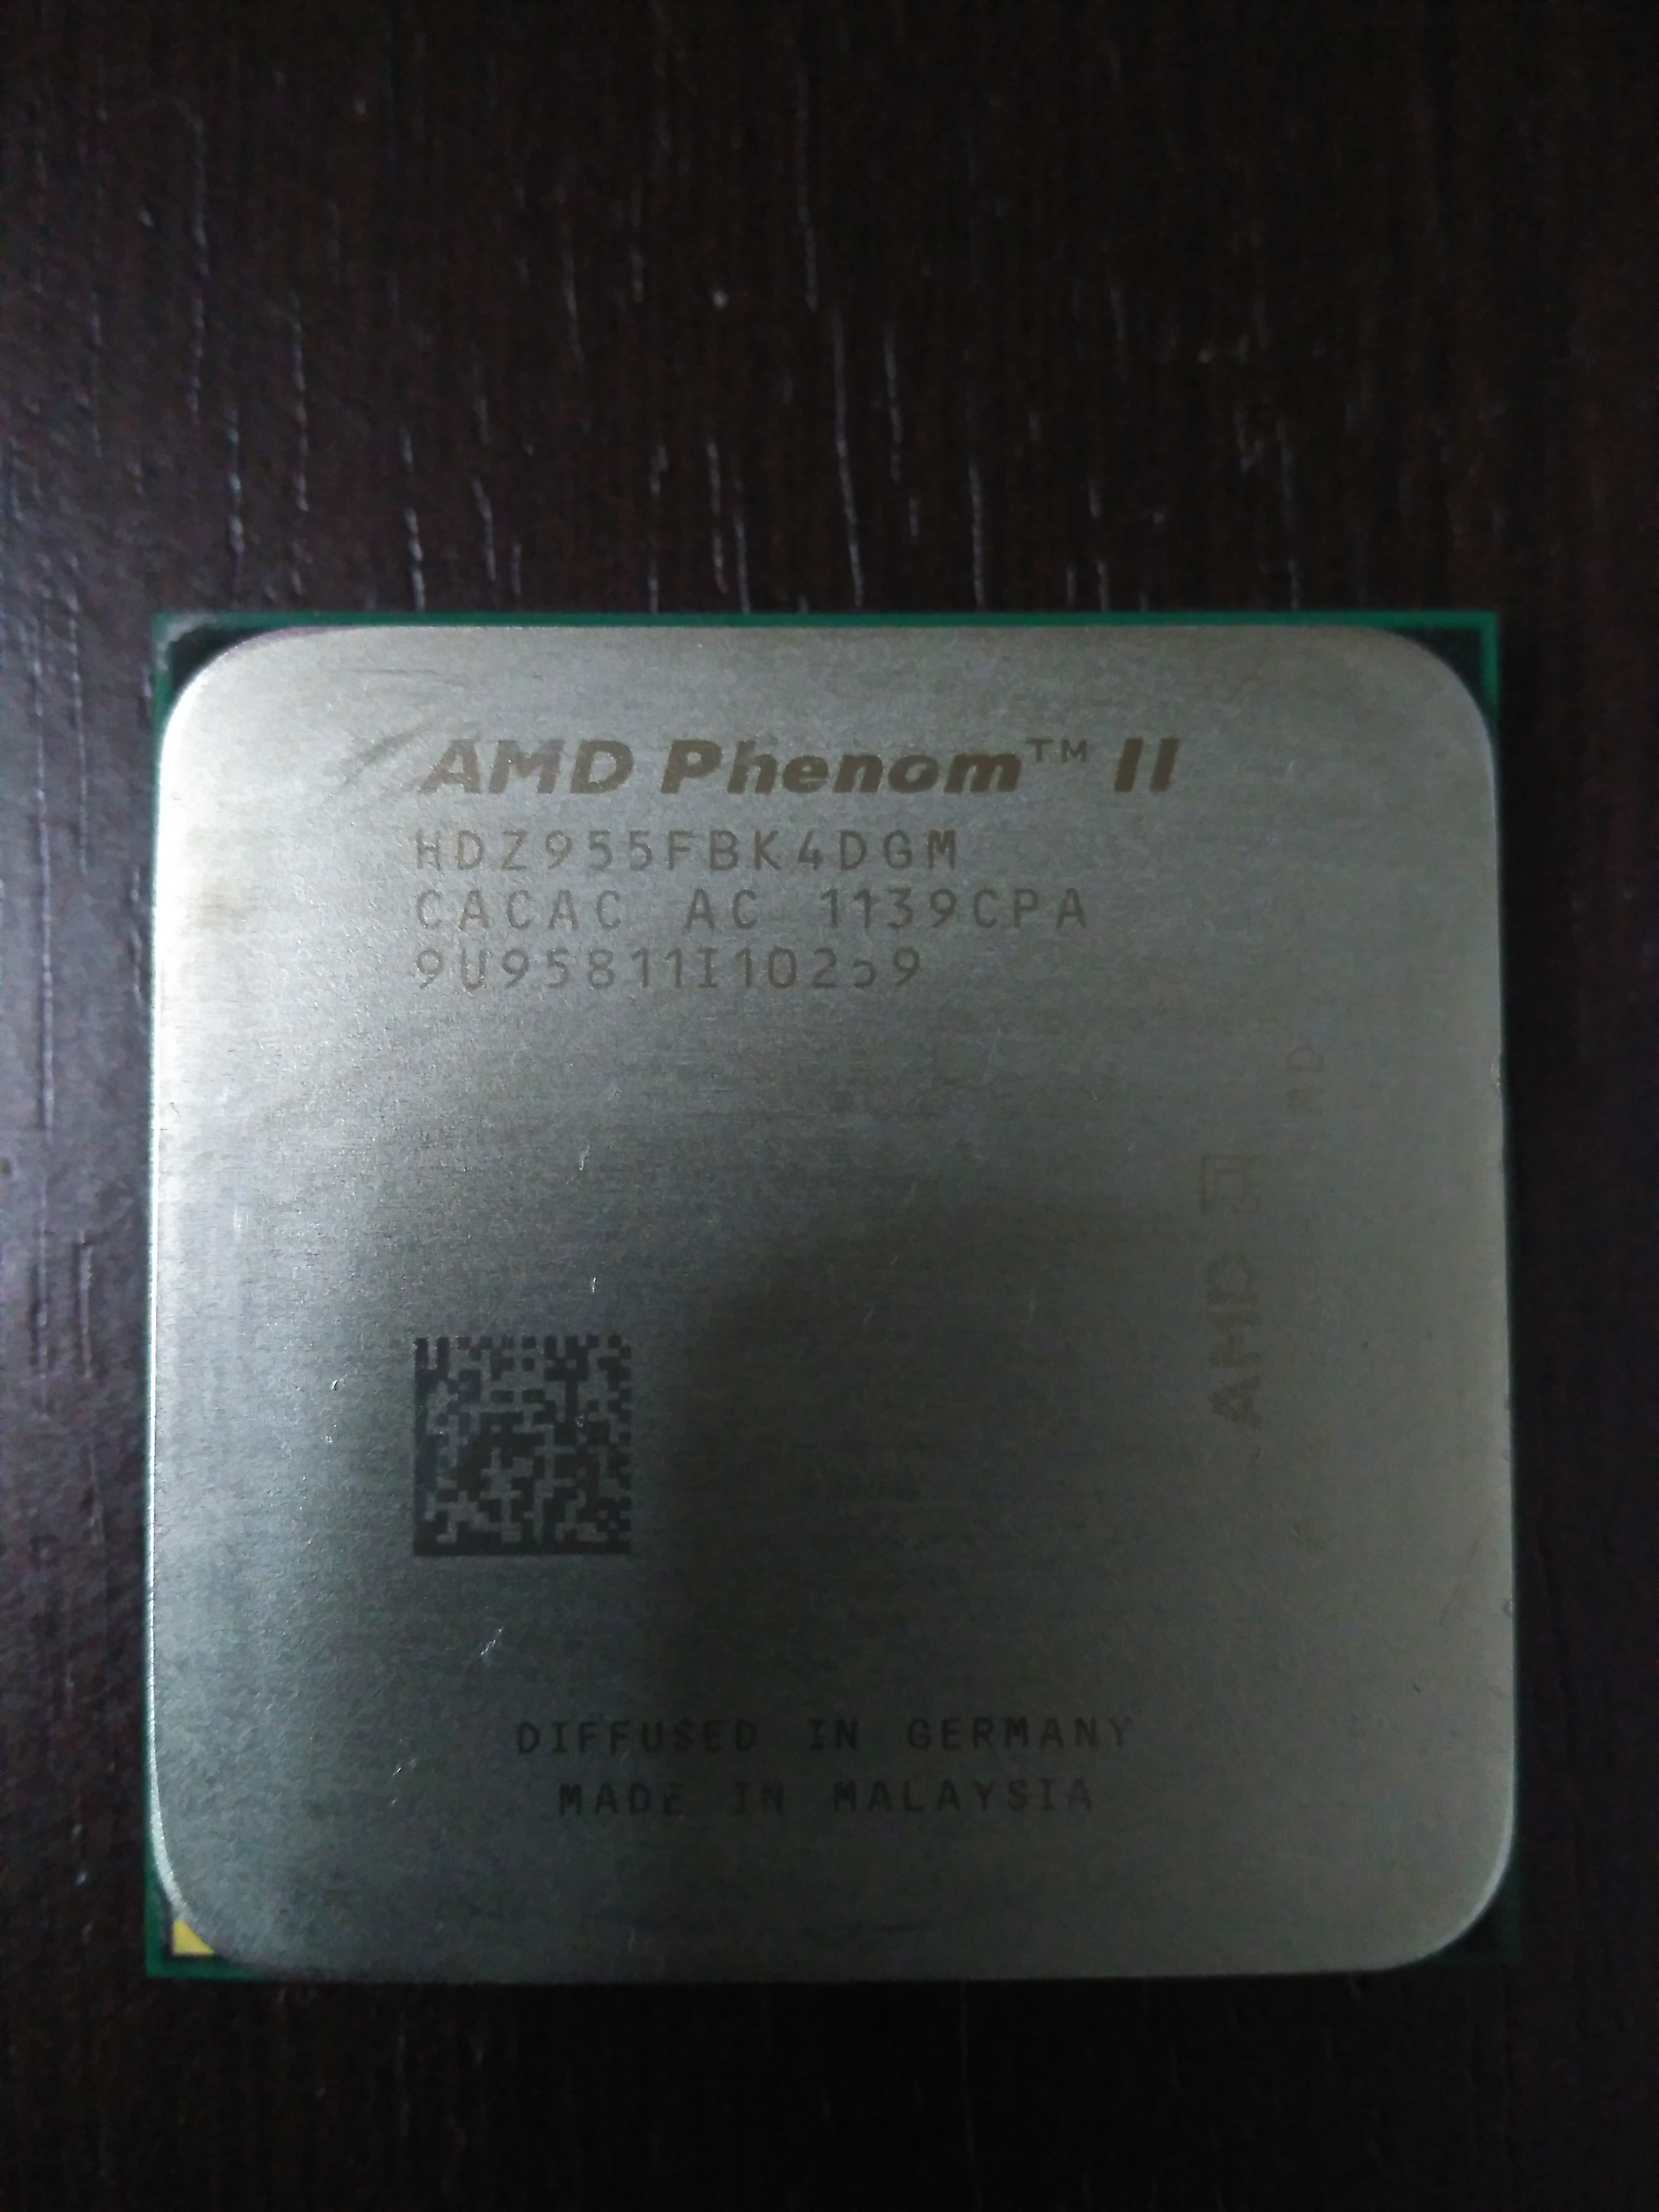 AMD Phenom™ II
HDZ955FBK4DGM
CACAC AC 1139CPA
AMD
DIFFUSED IN GERMANY
MADE IN MALAYSIA